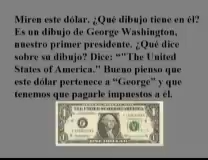 Miren este dólar. ¿Qué dibujo tiene en él?
Es un dibujo de George Washington,
nuestro primer presidente. ¿Qué dice
sobre su dibujo? Dice: “"The United
States of America." Bueno pienso que
este dólar pertenece a “George” y que
tenemos que pagarle impuestos a él.